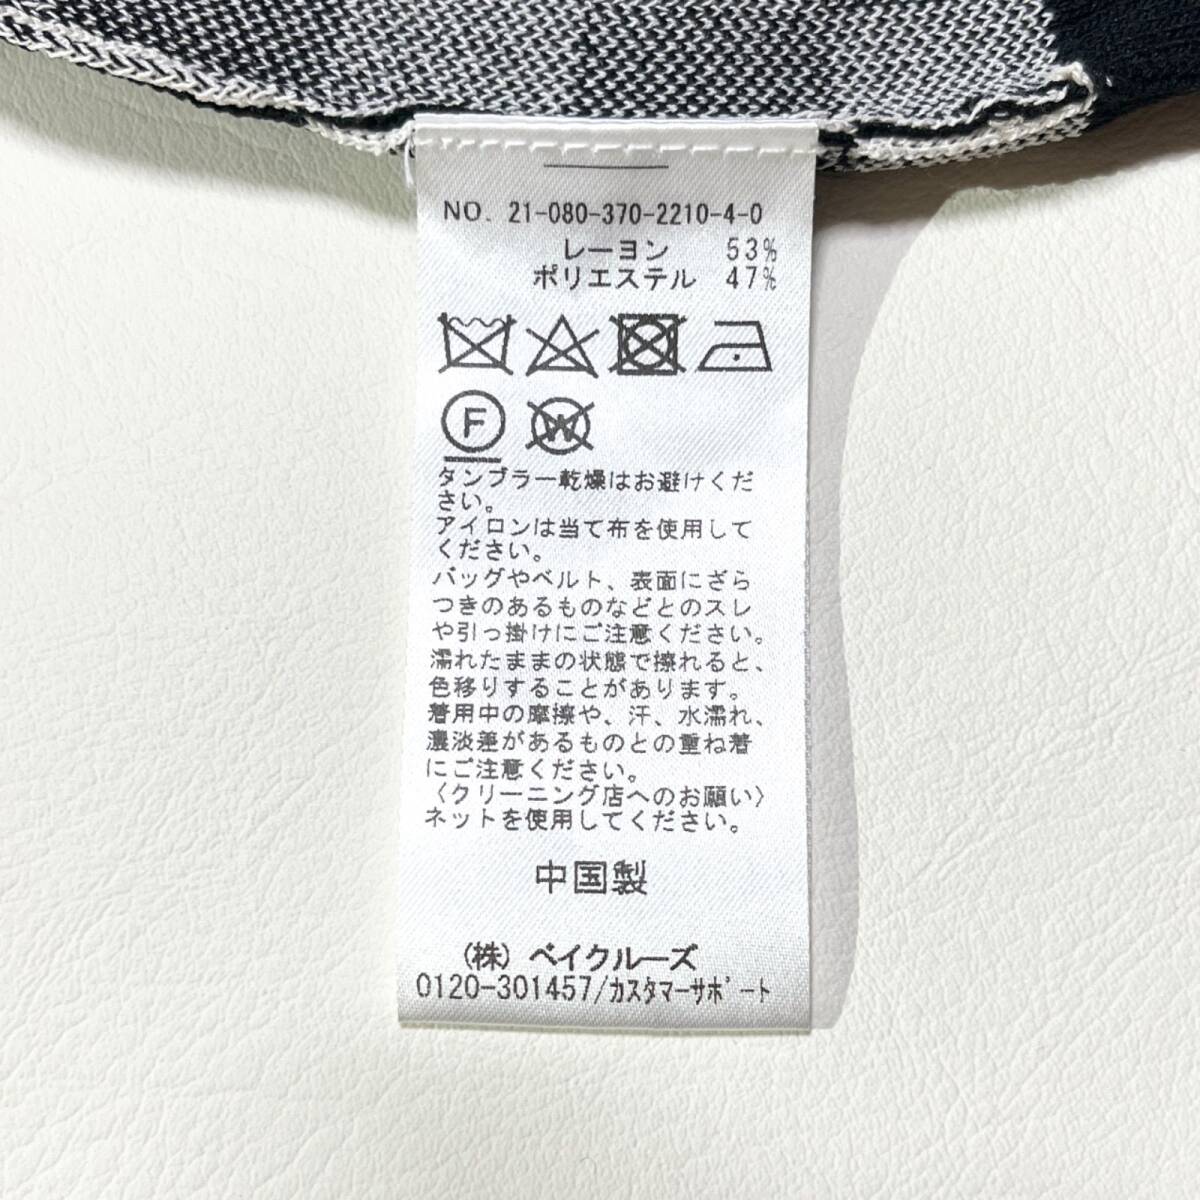 NO. 21-080-370-2210-4-0
レーヨン 53%
ポリエステル 47%
F
W
タンブラー乾燥はお避けくだ
さい。
アイロンは当て布を使用して
ください。
バッグやベルト、表面にざら
つきのあるものなどとのスレ
や引っ掛けにご注意ください。
濡れたままの状態で擦れると、
色移りすることがあります。
着用中の摩擦や、汗、水濡れ、
濃淡差があるものとの重ね着
にご注意ください。
〈クリーニング店へのお願い〉
ネットを使用してください。
中国製
(株) ベイクルーズ
0120-301457/カスタマーサポート